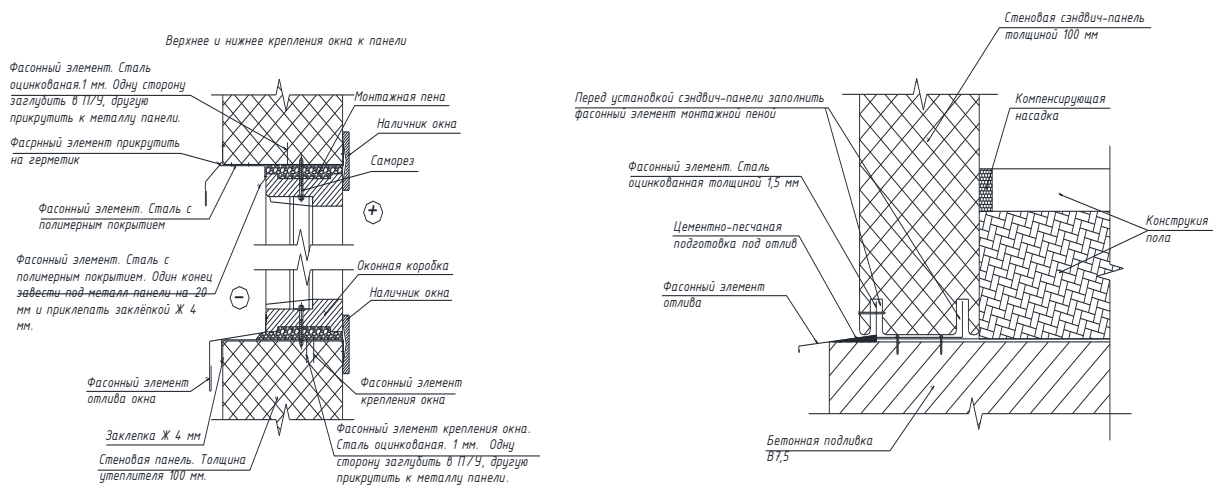 Верхнее и нижнее крепления окна к панели
Фасонный элемент. Сталь
оцинкованая.1 мм. Одну сторону
заглубить в П/У, другую
прикрутить к металлу панели.
Фасрнный элемент прикрутить
на герметик
Фасонный элемент. Сталь с
полимерным покрытием
Фасонный элемент. Сталь с
полимерным покрытием. Один конец
завести под металл панели на 20
мм и приклепать заклёпкой Ж 4
мм.
Фасонный элемент
отлива окна
Заклепка Ж 4 мм
Стеновая панель. Толщина
утеплителя 100 мм.
Монтажная пена
Наличник окна
Саморез
+
-
Оконная коробка
Наличник окна
Фасонный элемент
крепления окна
Фасонный элемент крепления окна.
Сталь оцинкованая. 1 мм. Одну
сторону заглубить в П/У, другую
прикрутить к металлу панели.
Стеновая сэндвич-панель
толщиной 100 мм
Перед установкой сэндвич-панели заполнить
фасонный элемент монтажной пеной
Компенсирующая
насадка
Фасонный элемент. Сталь
оцинкованная толщиной 1,5 мм
Цементно-песчаная
подготовка под отлив
Фасонный элемент
отлива
Конструкия
пола
Бетонная подливка
В7,5